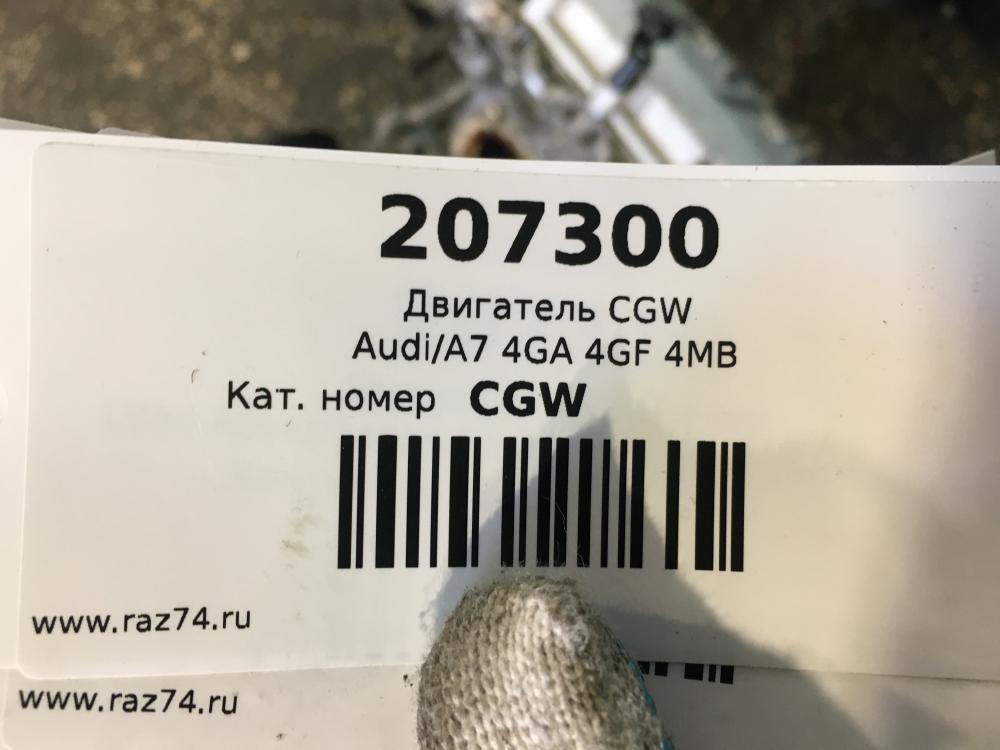 207300
Двигатель CGW
Audi/A7 4GA 4GF 4MB
Кат. номер CGW
www.raz74.ru
www.raz74.ru